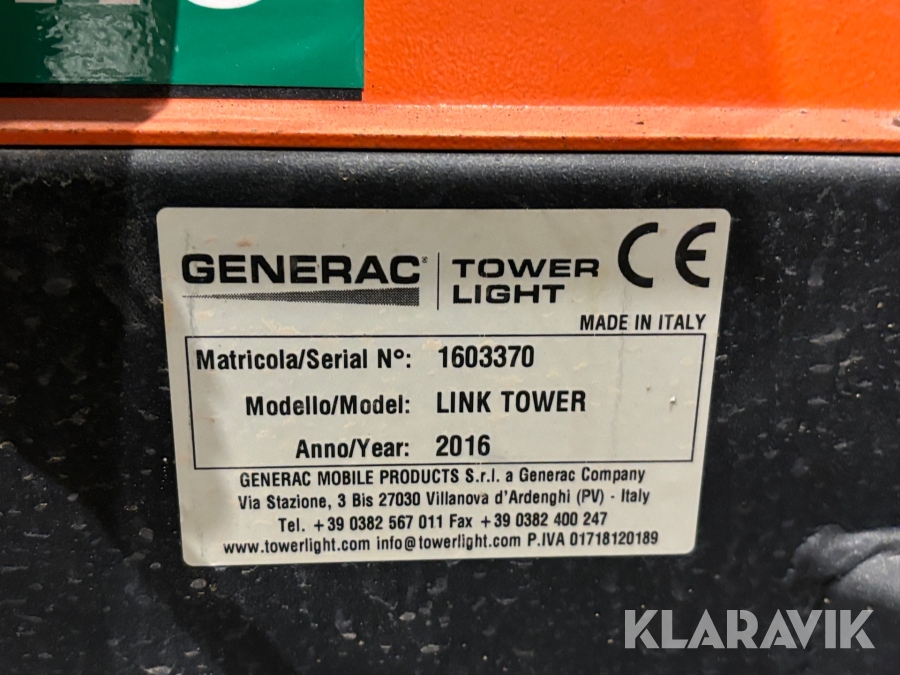 GENERAC® | TOWER LIGHT CE
MADE IN ITALY
Matricola/Serial N°: 1603370
Modello/Model: LINK TOWER
Anno/Year: 2016
GENERAC MOBILE PRODUCTS S.r.l. a Generac Company
Via Stazione, 3 Bis 27030 Villanova d'Ardenghi (PV) - Italy
Tel. +39 0382 567 011 Fax +39 0382 400 247
www.towerlight.com info@towerlight.com P.IVA 01718120189
KLARAVIK